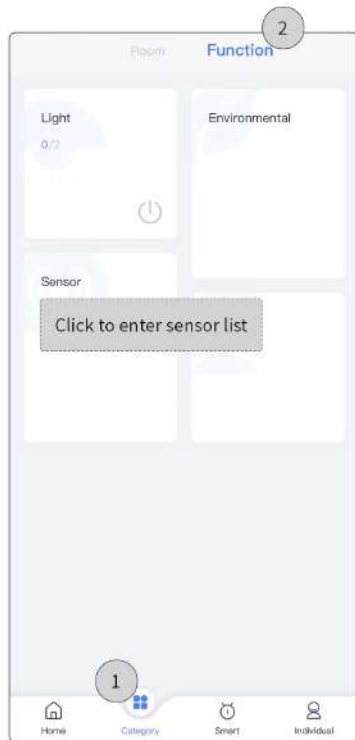 2
Room Function
Light Environmental
0/2
Sensor
Click to enter sensor list
1
Home Category Smart Individual